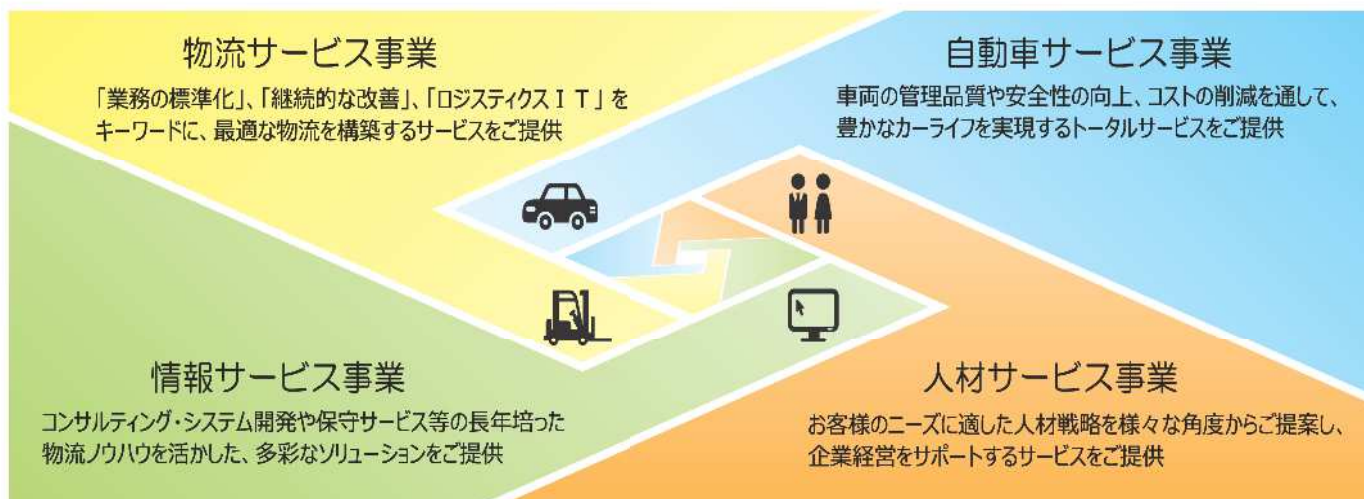 物流サービス事業
「業務の標準化」、「継続的な改善」、「ロジスティクスＩＴ」を
キーワードに、最適な物流を構築するサービスをご提供
自動車サービス事業
車両の管理品質や安全性の向上、コストの削減を通して、
豊かなカーライフを実現するトータルサービスをご提供
情報サービス事業
コンサルティング・システム開発や保守サービス等の長年培った
物流ノウハウを活かした、多彩なソリューションをご提供
人材サービス事業
お客様のニーズに適した人材戦略を様々な角度からご提案し、
企業経営をサポートするサービスをご提供